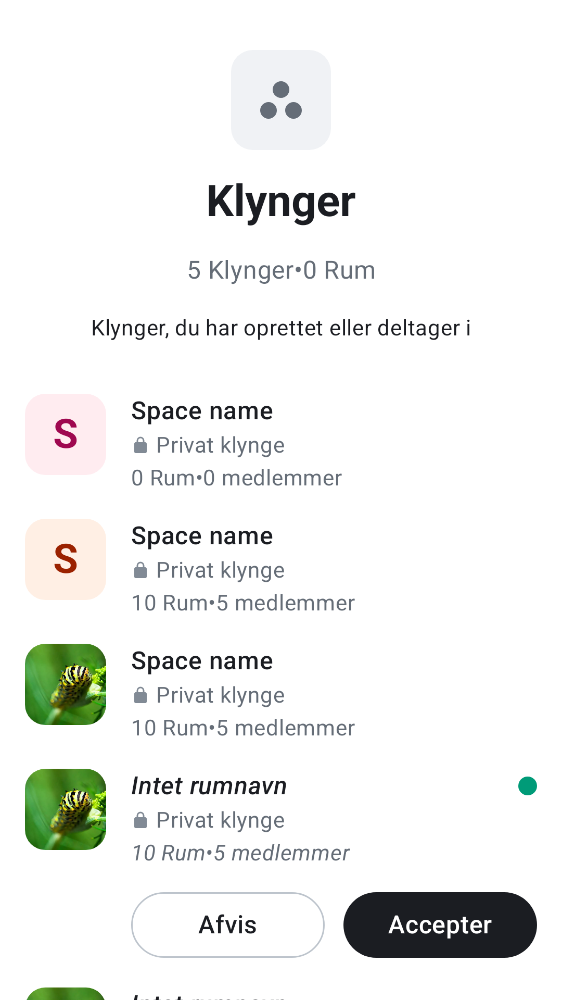 Klynger
5 Klynger•0 Rum
Klynger, du har oprettet eller deltager i
S
Space name
Privat klynge
0 Rum•0 medlemmer
S
Space name
Privat klynge
10 Rum•5 medlemmer
Space name
Privat klynge
10 Rum•5 medlemmer
Intet rumnavn
Privat klynge
10 Rum•5 medlemmer
Afvis
Accepter